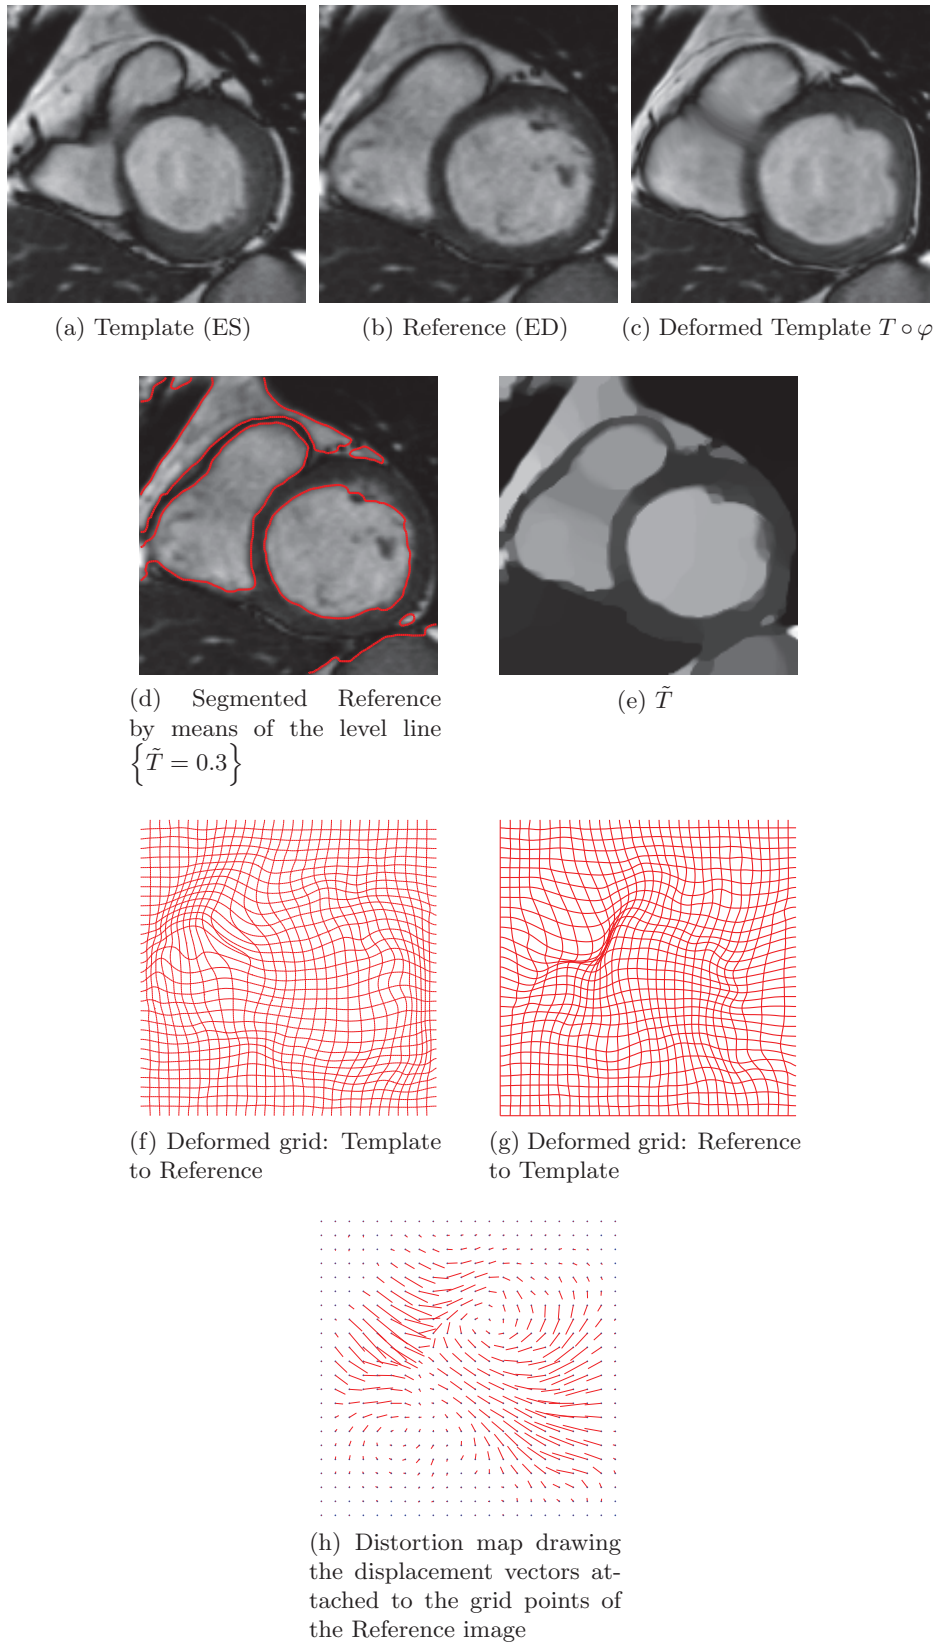 (a) Template (ES)
(b) Reference (ED)
(c) Deformed Template T ∘ φ
(d) Segmented Reference
by means of the level line
{T̃ = 0.3}
(e) T̃
(f) Deformed grid: Template
to Reference
(g) Deformed grid: Reference
to Template
(h) Distortion map drawing
the displacement vectors at-
tached to the grid points of
the Reference image